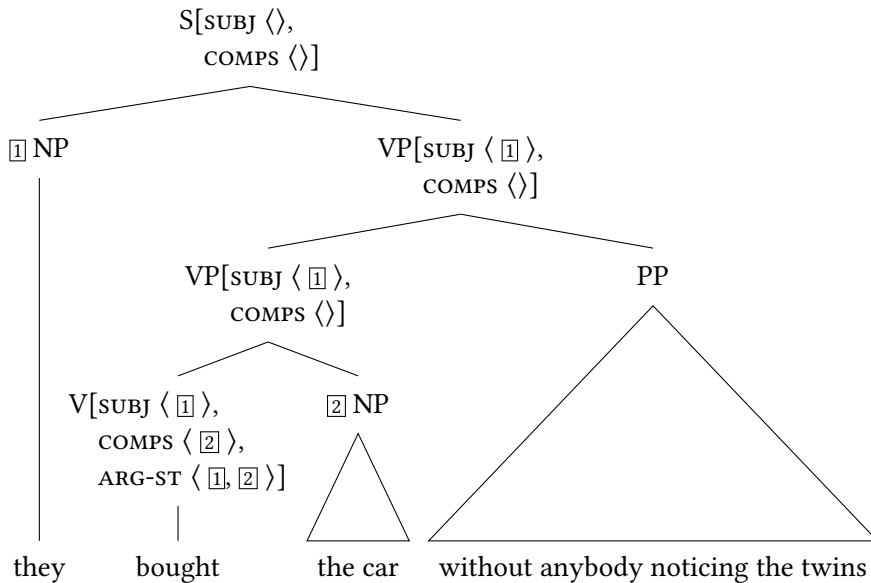 S[SUBJ ⟨⟩,
COMPS ⟨⟩]
1 NP VP[SUBJ ⟨ 1 ⟩,
COMPS ⟨⟩]
VP[SUBJ ⟨ 1 ⟩, PP
COMPS ⟨⟩]
V[SUBJ ⟨ 1 ⟩, 2 NP
COMPS ⟨ 2 ⟩,
ARG-ST ⟨ 1, 2 ⟩]
they bought the car without anybody noticing the twins